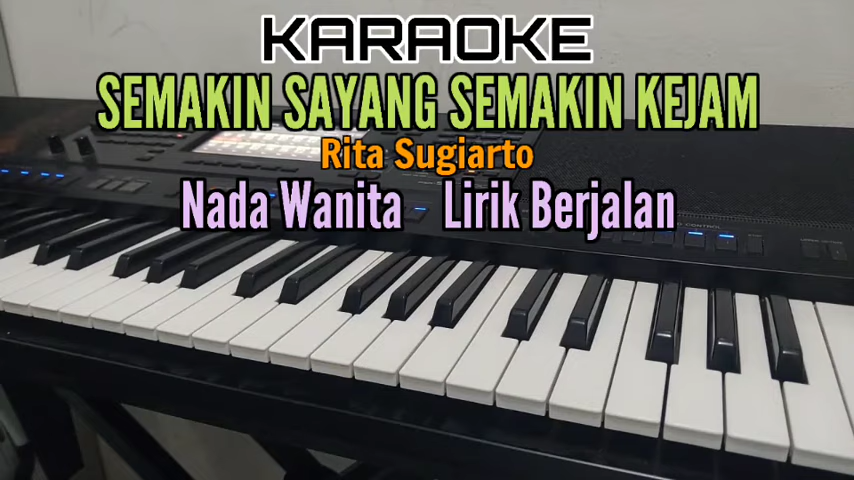 KARAOKE
SEMAKIN SAYANG SEMAKIN KEJAM
Rita Sugiarto
Nada Wanita Lirik Berjalan